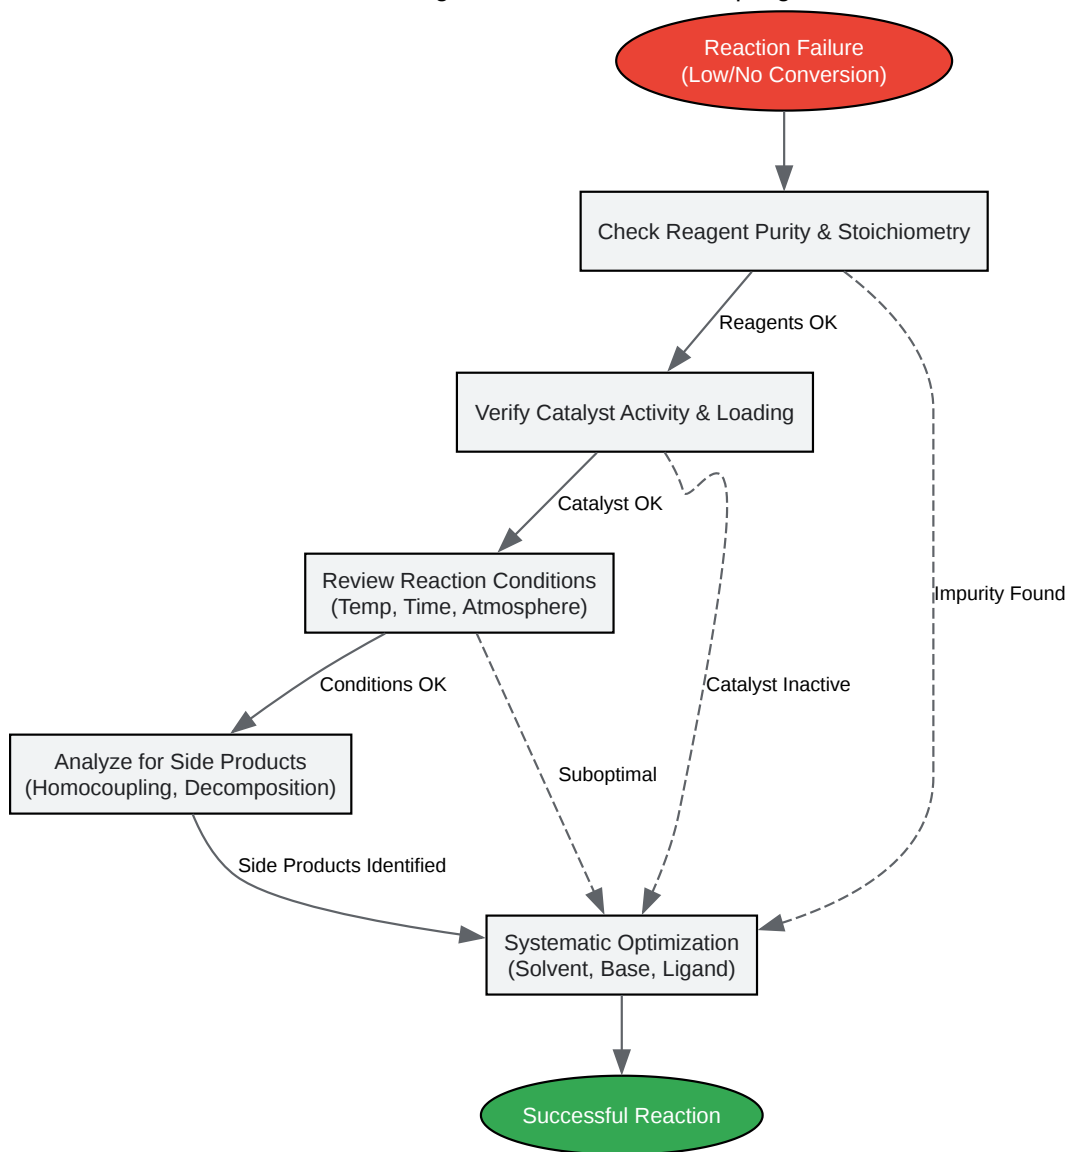 Reaction Failure
(Low/No Conversion)
Check Reagent Purity & Stoichiometry
Reagents OK
Verify Catalyst Activity & Loading
Catalyst OK
Review Reaction Conditions
(Temp, Time, Atmosphere)
Impurity Found
Conditions OK
Catalyst Inactive
Analyze for Side Products
(Homocoupling, Decomposition)
Suboptimal
Side Products Identified
Systematic Optimization
(Solvent, Base, Ligand)
Successful Reaction